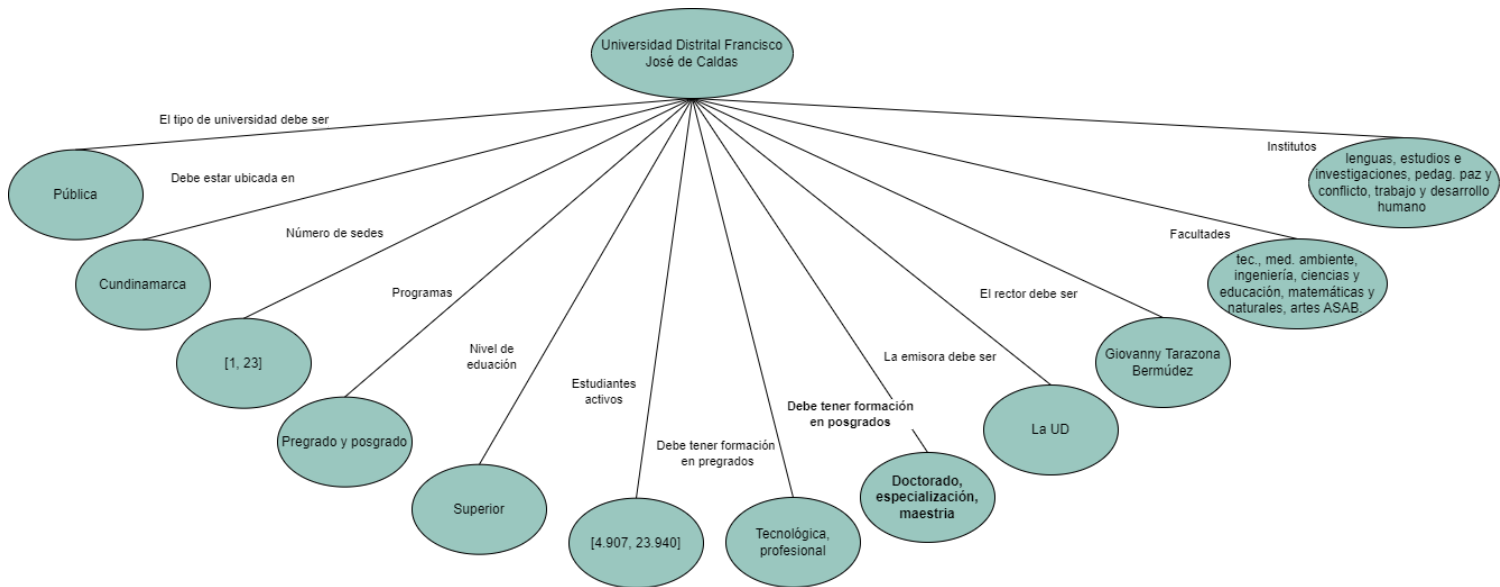 Universidad Distrital Francisco
José de Caldas
El tipo de universidad debe ser
Pública
Debe estar ubicada en
Cundinamarca
Número de sedes
[1, 23]
Programas
Pregrado y posgrado
Nivel de
eduación
Superior
Estudiantes
activos
[4.907, 23.940]
Debe tener formación
en pregrados
Tecnológica,
profesional
Debe tener formación
en posgrados
Doctorado,
especialización,
maestria
La emisora debe ser
La UD
El rector debe ser
Giovanny Tarazona
Bermúdez
Facultades
tec., med. ambiente,
ingeniería, ciencias y
educación, matemáticas y
naturales, artes ASAB.
Institutos
lenguas, estudios e
investigaciones, pedag. paz y
conflicto, trabajo y desarrollo
humano